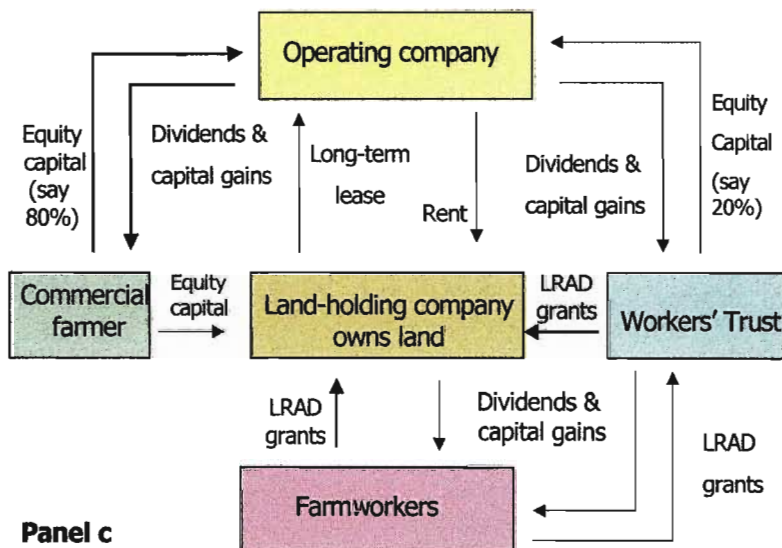 Operating company
Equity
capital
(say
80%)
Dividends &
capital gains
Long-term
lease
Rent
Dividends &
capital gains
Equity
Capital
(say
20%)
Commercial
farmer
Equity
capital
Land-holding company
owns land
LRAD
grants
Workers' Trust
LRAD
grants
Dividends &
capital gains
LRAD
grants
Farmworkers
Panel c